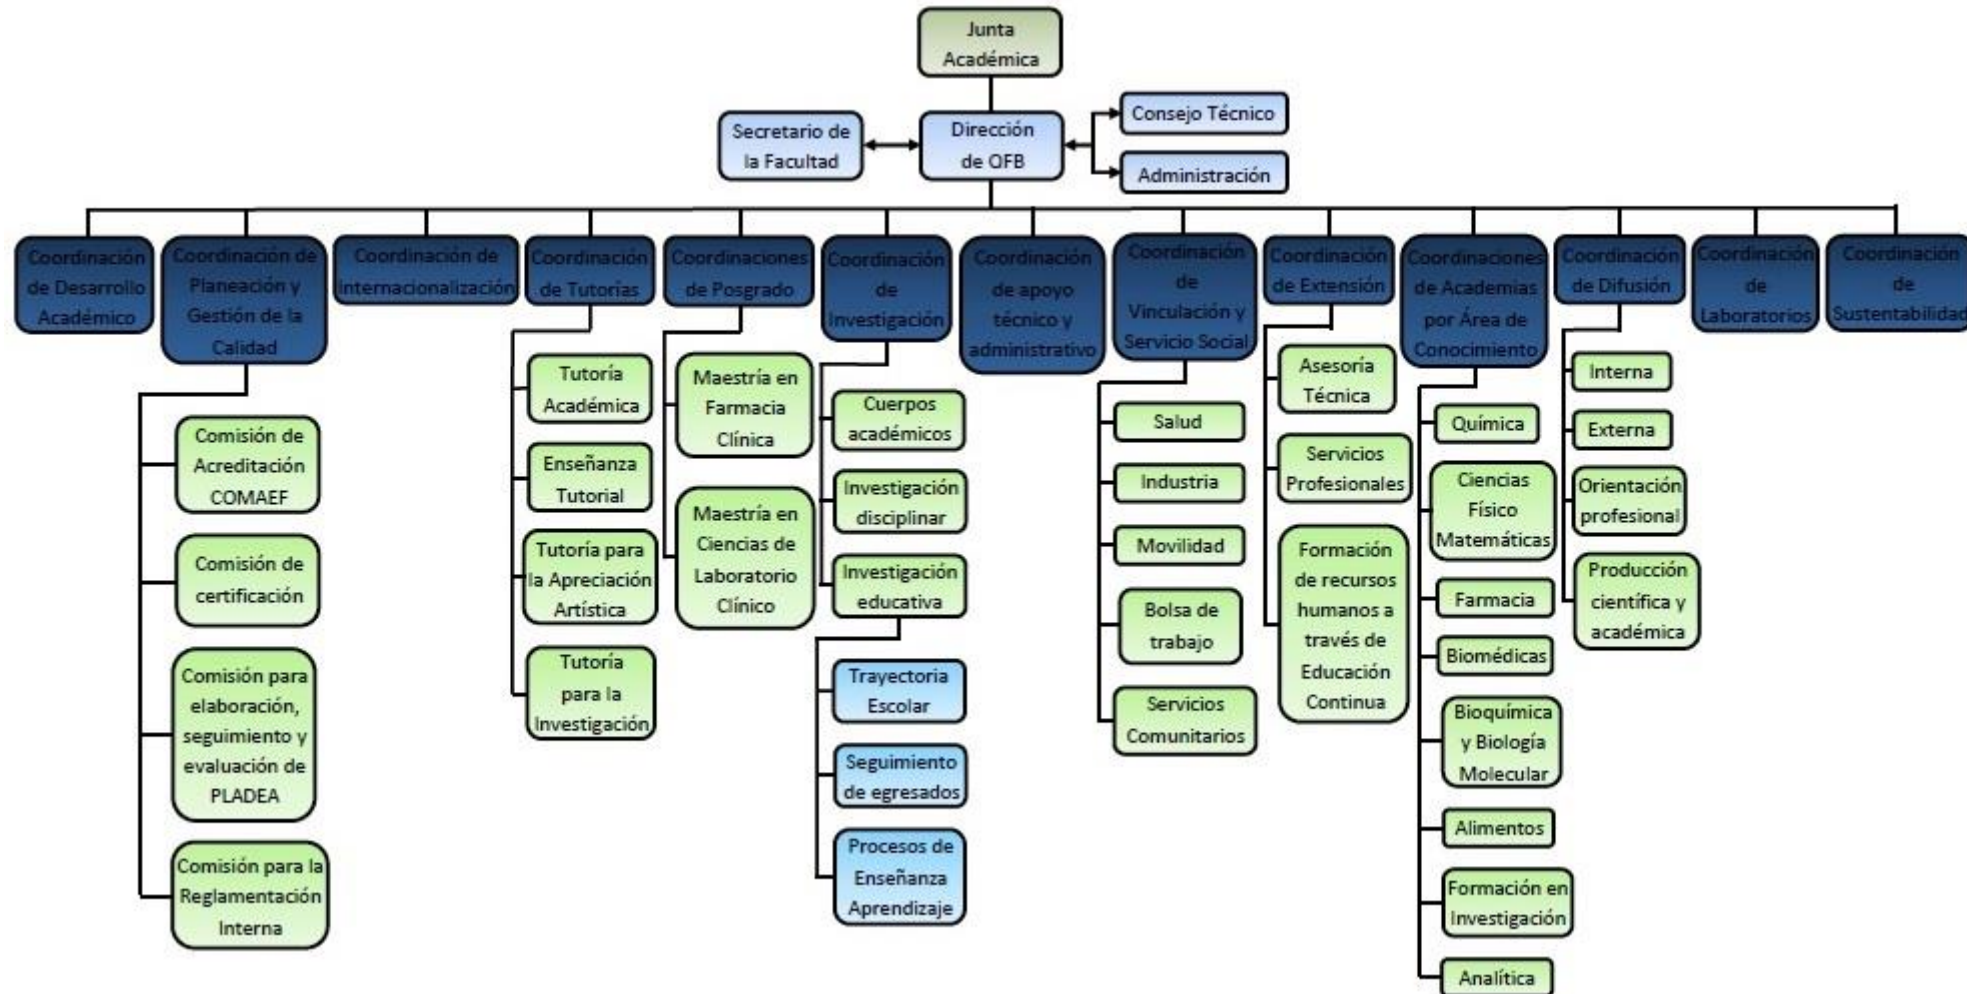 Junta
Académica
Secretario de
la Facultad
Dirección
de QFB
Consejo Técnico
Administración
Coordinación
de Desarrollo
Académico
Coordinación de
Planeación y
Gestión de la
Calidad
Coordinación de
Internacionalización
Coordinación
de Tutorías
Coordinaciones
de Posgrado
Coordinación
de
Investigación
Coordinación
de apoyo
técnico y
administrativo
Coordinación
de
Vinculación y
Servicio Social
Coordinación
de Extensión
Coordinaciones
de Academias
por Área de
Conocimiento
Coordinación
de Difusión
Coordinación
de
Laboratorios
Coordinación
de
Sustentabilidad
Comisión de
Acreditación
COMAEF
Comisión de
certificación
Comisión para
elaboración,
seguimiento y
evaluación de
PLADEA
Comisión para la
Reglamentación
Interna
Tutoría
Académica
Enseñanza
Tutorial
Tutoría para
la Apreciación
Artística
Tutoría
para la
Investigación
Maestría en
Farmacia
Clínica
Maestría en
Ciencias de
Laboratorio
Clínico
Cuerpos
académicos
Investigación
disciplinar
Investigación
educativa
Trayectoria
Escolar
Seguimiento
de egresados
Procesos de
Enseñanza
Aprendizaje
Salud
Industria
Movilidad
Bolsa de
trabajo
Servicios
Comunitarios
Asesoría
Técnica
Servicios
Profesionales
Formación
de recursos
humanos a
través de
Educación
Continua
Química
Ciencias
Físico
Matemáticas
Farmacia
Biomédicas
Bioquímica
y Biología
Molecular
Alimentos
Formación en
Investigación
Analítica
Interna
Externa
Orientación
profesional
Producción
científica y
académica